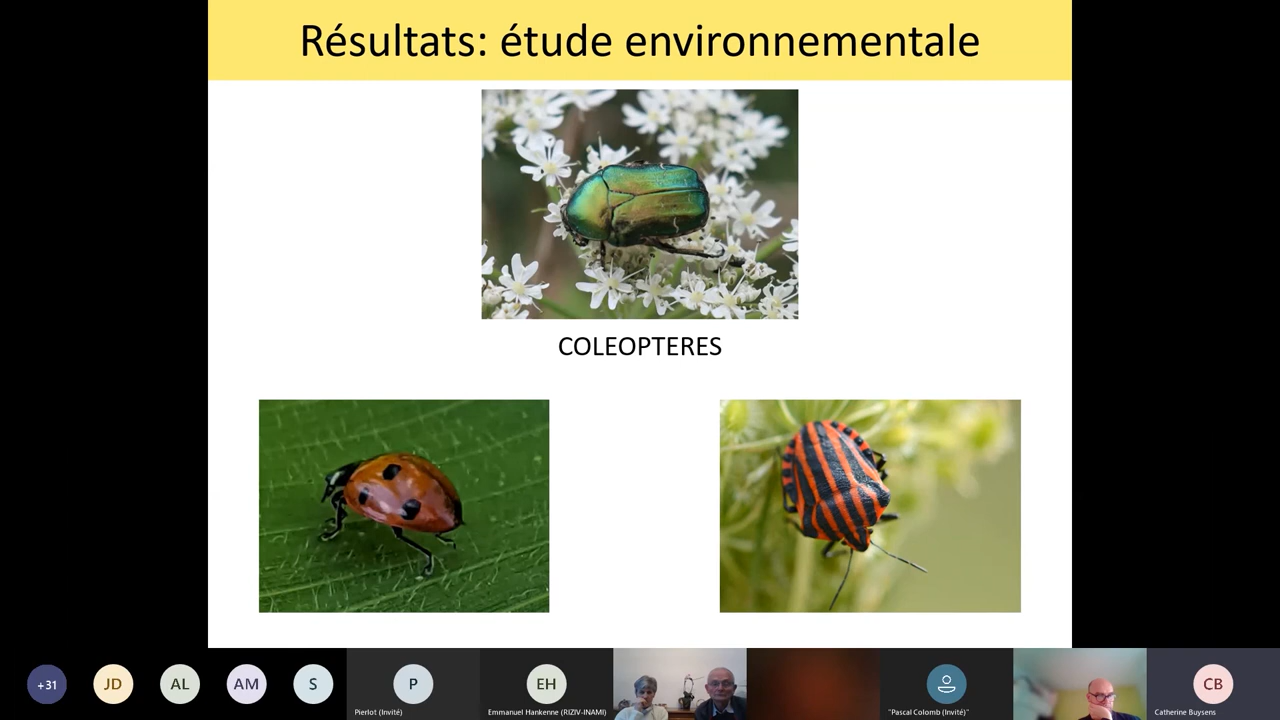 Résultats: étude environnementale
COLEOPTERES
+31
JD
AL
AM
S
P
Pierlot (Invité)
EH
Emmanuel Hankenne (RIZIV-INAMI)
"Pascal Colomb (Invité)"
CB
Catherine Buysens